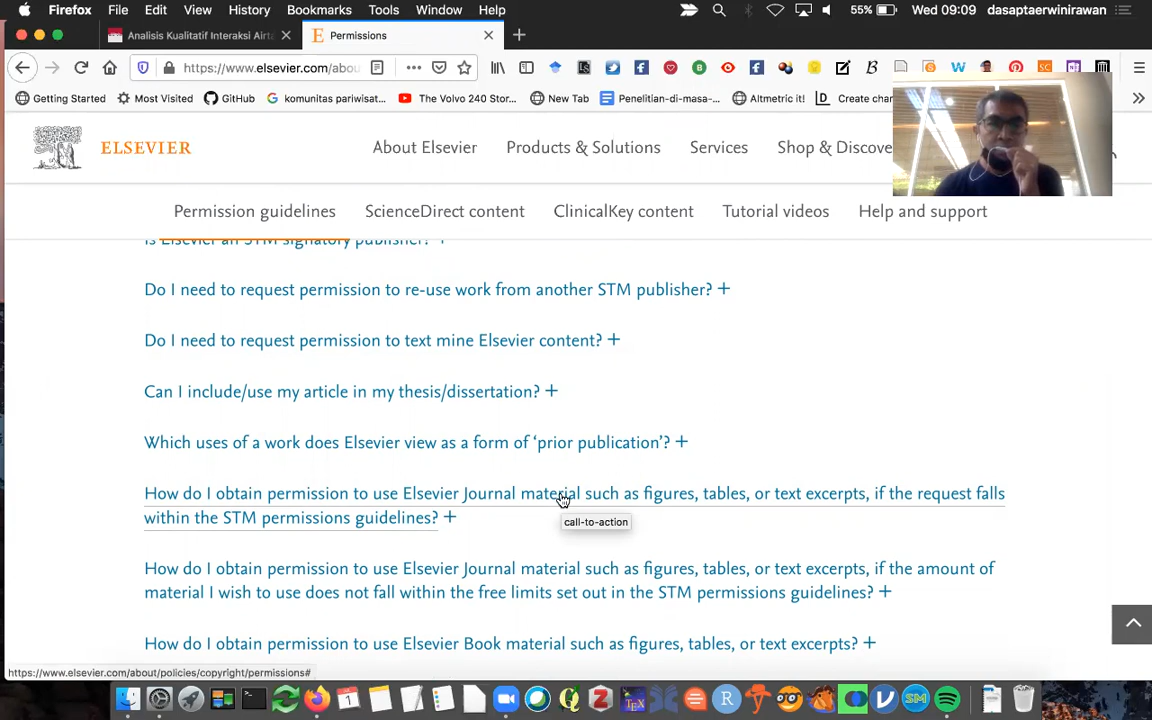 Firefox File Edit View History Bookmarks Tools Window Help 55% Wed 09:09 dasaptaerwinirawan
Analisis Kualitatif Interaksi Airta
Permissions
https://www.elsevier.com/abou
Getting Started Most Visited GitHub komunitas pariwisat... The Volvo 240 Stor... New Tab Penelitian-di-masa-... Altmetric it! Create char
ELSEVIER About Elsevier Products & Solutions Services Shop & Discove
Permission guidelines ScienceDirect content ClinicalKey content Tutorial videos Help and support
Is Elsevier an STM signatory publisher? +
Do I need to request permission to re-use work from another STM publisher? +
Do I need to request permission to text mine Elsevier content? +
Can I include/use my article in my thesis/dissertation? +
Which uses of a work does Elsevier view as a form of ‘prior publication’? +
How do I obtain permission to use Elsevier Journal material such as figures, tables, or text excerpts, if the request falls
within the STM permissions guidelines? +
call-to-action
How do I obtain permission to use Elsevier Journal material such as figures, tables, or text excerpts, if the amount of
material I wish to use does not fall within the free limits set out in the STM permissions guidelines? +
How do I obtain permission to use Elsevier Book material such as figures, tables, or text excerpts? +
https://www.elsevier.com/about/policies/copyright/permissions#